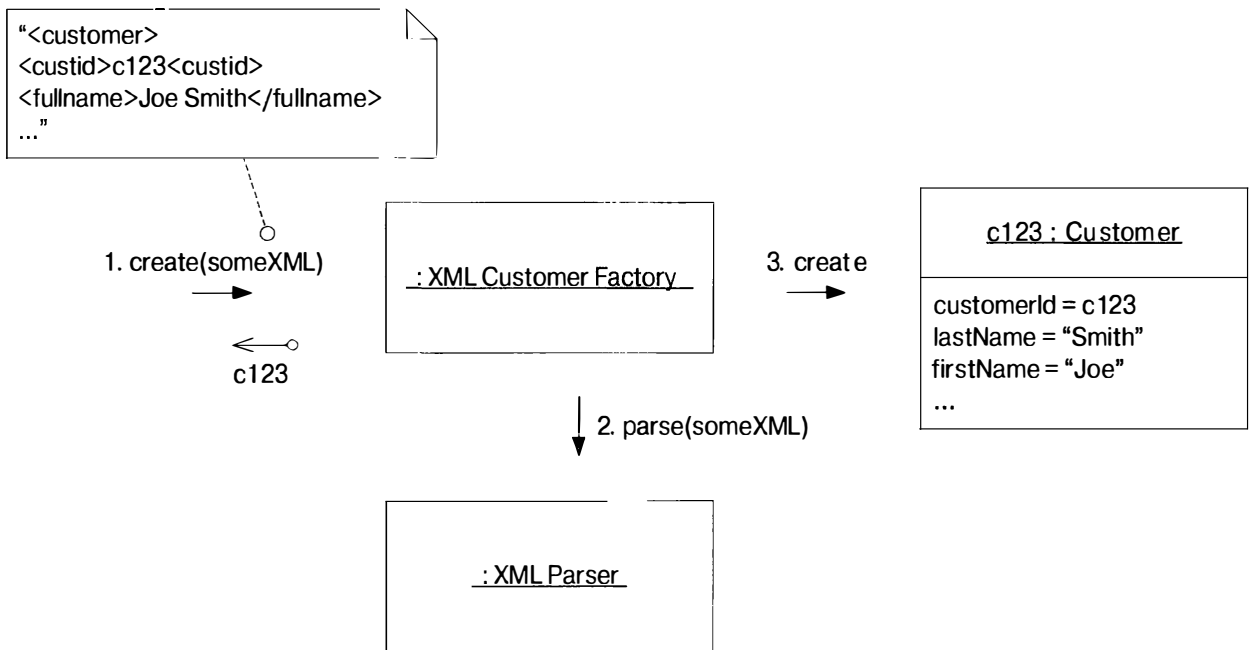 “<customer>
<custid>c123<custid>
<fullname>Joe Smith</fullname>
...”
1. create(someXML)
c123
: XML Customer Factory
3. create
c123 : Customer
customerId = c123
lastName = “Smith”
firstName = “Joe”
...
2. parse(someXML)
: XML Parser